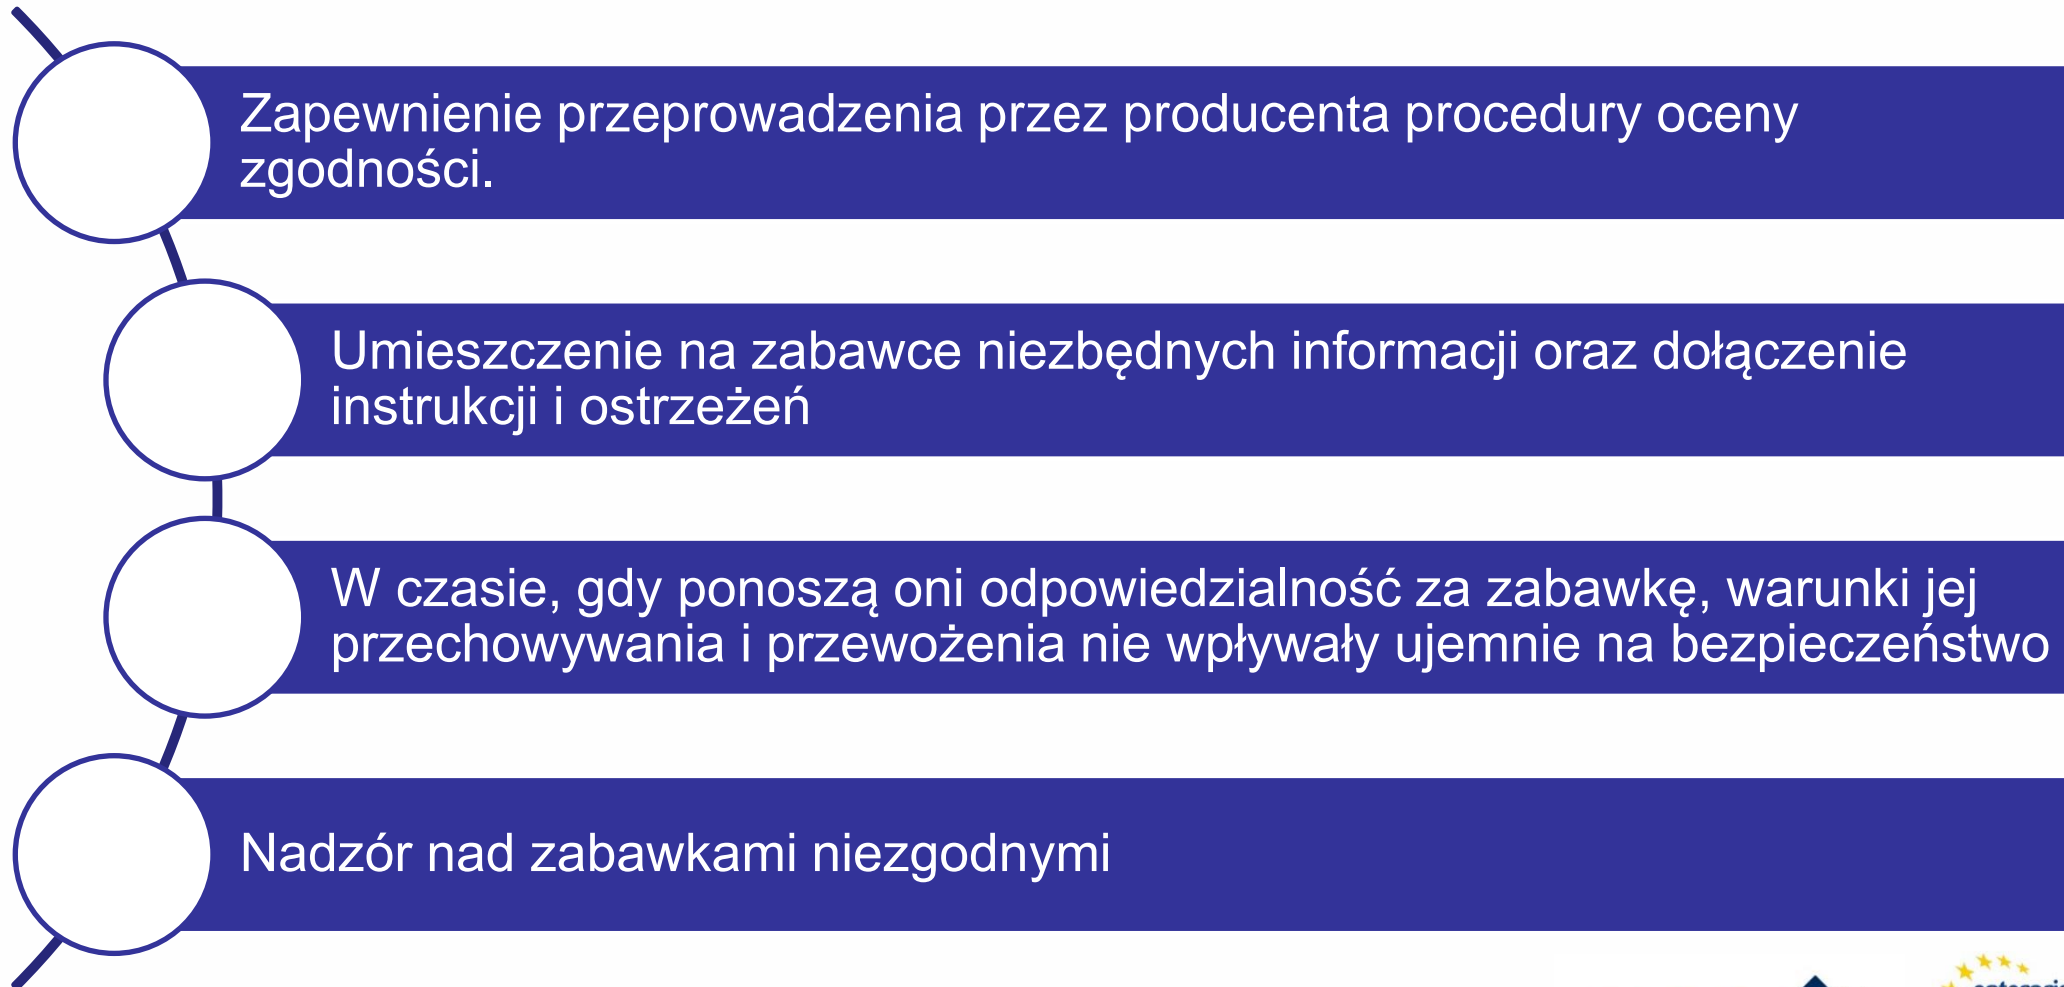 Zapewnienie przeprowadzenia przez producenta procedury oceny
zgodności.
Umieszczenie na zabawce niezbędnych informacji oraz dołączenie
instrukcji i ostrzeżeń
W czasie, gdy ponoszą oni odpowiedzialność za zabawkę, warunki jej
przechowywania i przewożenia nie wpływały ujemnie na bezpieczeństwo
Nadzór nad zabawkami niezgodnymi